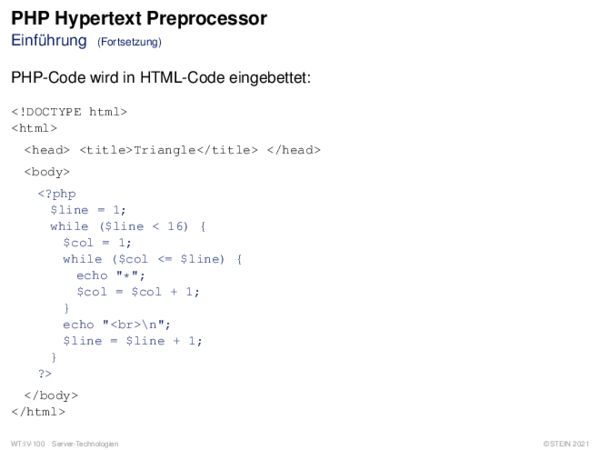 PHP Hypertext Preprocessor
Einführung (Fortsetzung)
PHP-Code wird in HTML-Code eingebettet:
<!DOCTYPE html>
<html>
<head> <title>Triangle</title> </head>
<body>
<?php
$line = 1;
while ($line < 16) {
$col = 1;
while ($col <= $line) {
echo "*";
$col = $col + 1;
}
echo "<br>\n";
$line = $line + 1;
}
?>
</body>
</html>
WT:IV-100 Server-Technologien ©STEIN 2021